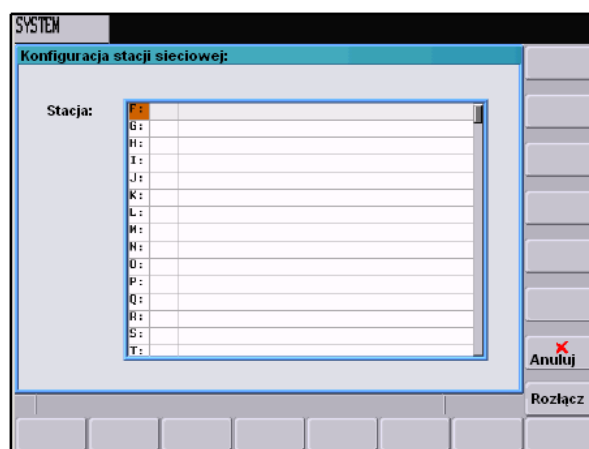 SYSTEM
Konfiguracja stacji sieciowej:
Stacja:
F:
G:
H:
I:
J:
K:
L:
M:
N:
O:
P:
Q:
R:
S:
T:
Anuluj
Rozłącz